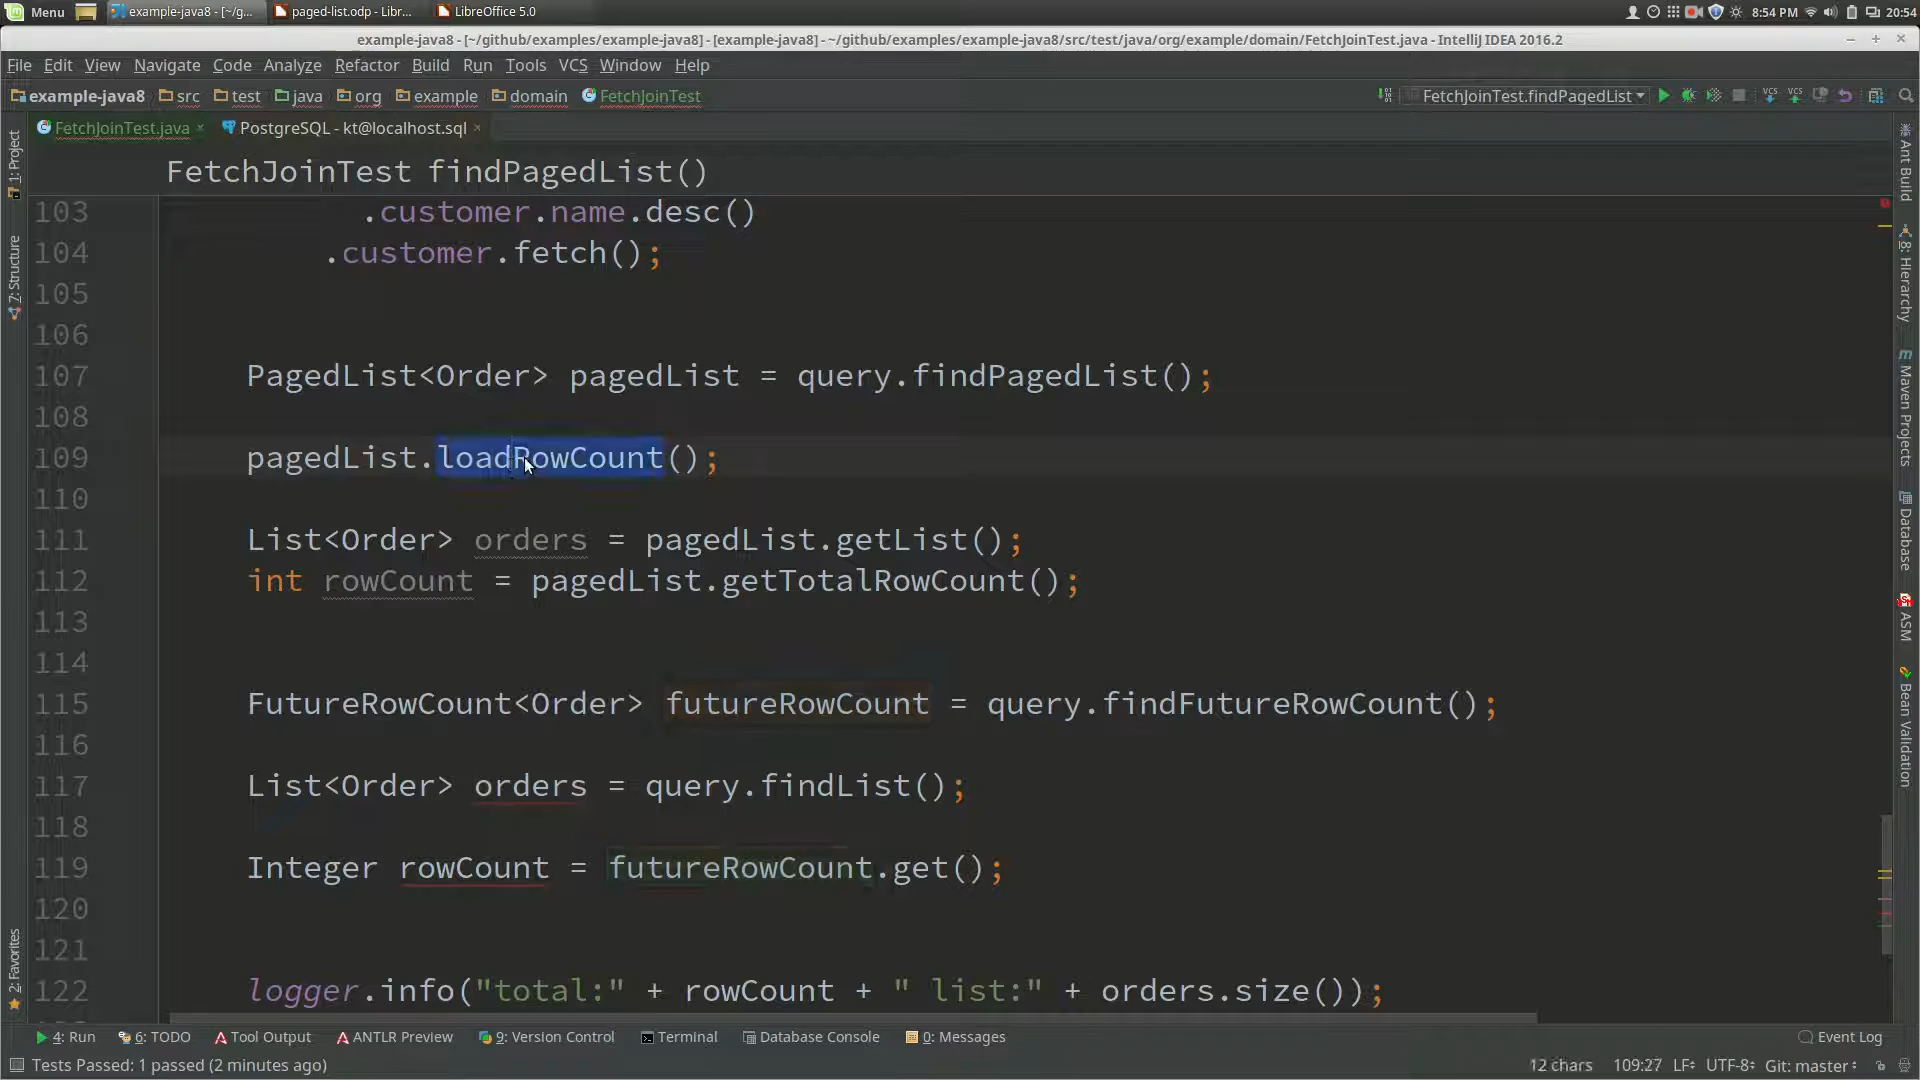 Menu example-java8 - [~/g... paged-list.odp - Libr... LibreOffice 5.0 8:54 PM 20:54
example-java8 - [~/github/examples/example-java8] - [example-java8] - ~/github/examples/example-java8/src/test/java/org/example/domain/FetchJoinTest.java - IntelliJ IDEA 2016.2
File Edit View Navigate Code Analyze Refactor Build Run Tools VCS Window Help
example-java8 src test java org example domain FetchJoinTest FetchJoinTest.findPagedList
FetchJoinTest.java PostgreSQL - kt@localhost.sql
FetchJoinTest findPagedList()
103 .customer.name.desc()
104 .customer.fetch();
105
106
107 PagedList<Order> pagedList = query.findPagedList();
108
109 pagedList.loadRowCount();
110
111 List<Order> orders = pagedList.getList();
112 int rowCount = pagedList.getTotalRowCount();
113
114
115 FutureRowCount<Order> futureRowCount = query.findFutureRowCount();
116
117 List<Order> orders = query.findList();
118
119 Integer rowCount = futureRowCount.get();
120
121
122 logger.info("total:" + rowCount + " list:" + orders.size());
1: Project
7: Structure
2: Favorites
Ant Build
8: Hierarchy
Maven Projects
Database
ASM
Bean Validation
4: Run 6: TODO Tool Output ANTLR Preview 9: Version Control Terminal Database Console 0: Messages Event Log
Tests Passed: 1 passed (2 minutes ago) 12 chars 109:27 LF UTF-8 Git: master